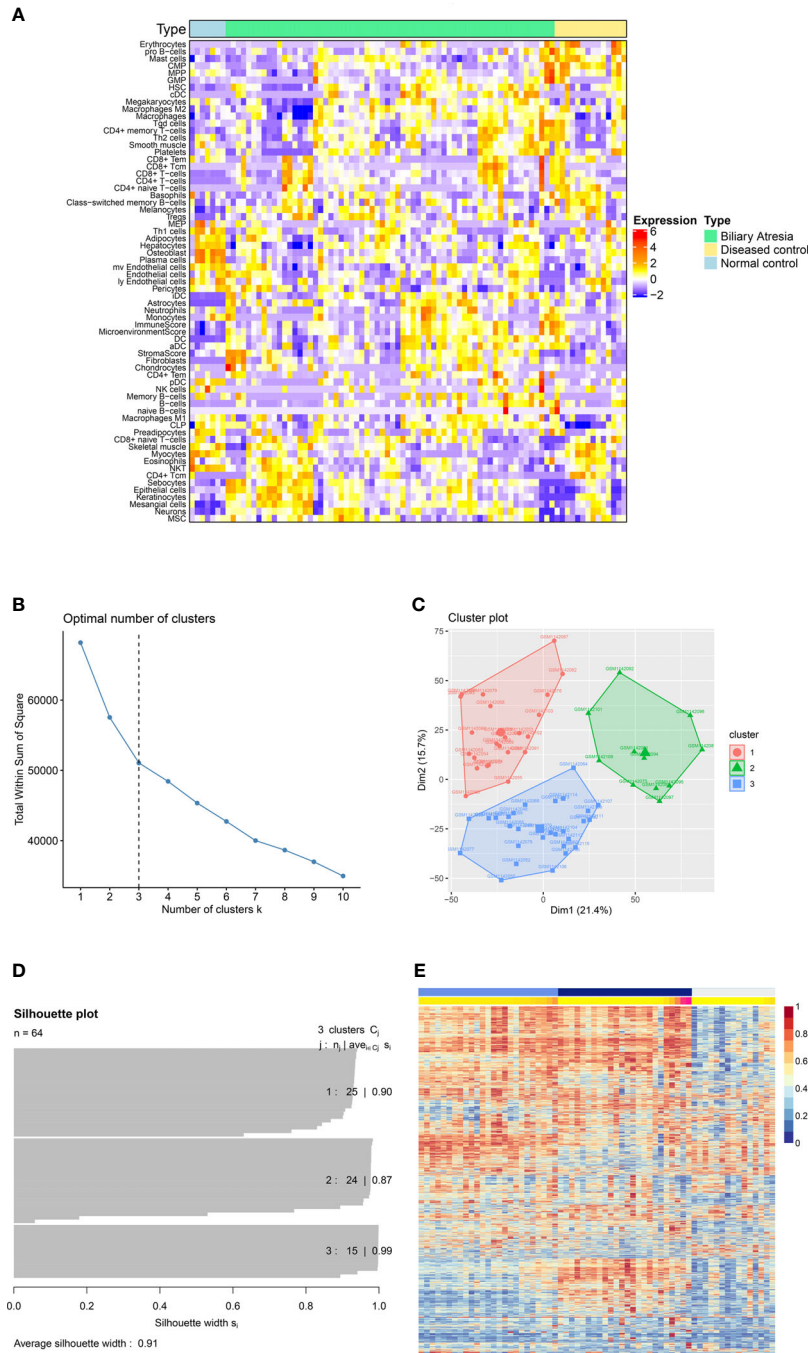 A
Type
Erythrocytes
pro B-cells
Mast cells
CMP
MPP
GMP
HSC
cDC
Megakaryocytes
Macrophages M2
Macrophages
Tgd cells
CD4+ memory T-cells
Th2 cells
Smooth muscle
Platelets
CD8+ Tem
CD8+ Tcm
CD8+ T-cells
CD4+ T-cells
CD4+ naive T-cells
Basophils
Class-switched memory B-cells
Melanocytes
Tregs
MEP
Th1 cells
Adipocytes
Hepatocytes
Osteoblast
Plasma cells
mv Endothelial cells
Endothelial cells
ly Endothelial cells
Pericytes
iDC
Astrocytes
Neutrophils
Monocytes
ImmuneScore
MicroenvironmentScore
DC
aDC
StromaScore
Fibroblasts
Chondrocytes
CD4+ Tem
pDC
NK cells
Memory B-cells
B-cells
naive B-cells
Macrophages M1
CLP
Preadipocytes
CD8+ naive T-cells
Skeletal muscle
Myocytes
Eosinophils
NKT
CD4+ Tcm
Sebocytes
Epithelial cells
Keratinocytes
Mesangial cells
Neurons
MSC
Expression
6
4
2
0
−2
Type
Biliary Atresia
Diseased control
Normal control
B
Optimal number of clusters
Total Within Sum of Square
60000
50000
40000
1 2 3 4 5 6 7 8 9 10
Number of clusters k
C
Cluster plot
Dim2 (15.7%)
75
50
25
0
−25
−50
−50 0 50
Dim1 (21.4%)
cluster
1
2
3
D
Silhouette plot
n = 64
3 clusters Cj
j : nj | avei∈Cj si
1 : 25 | 0.90
2 : 24 | 0.87
3 : 15 | 0.99
0.0 0.2 0.4 0.6 0.8 1.0
Silhouette width si
Average silhouette width : 0.91
E
1
0.8
0.6
0.4
0.2
0